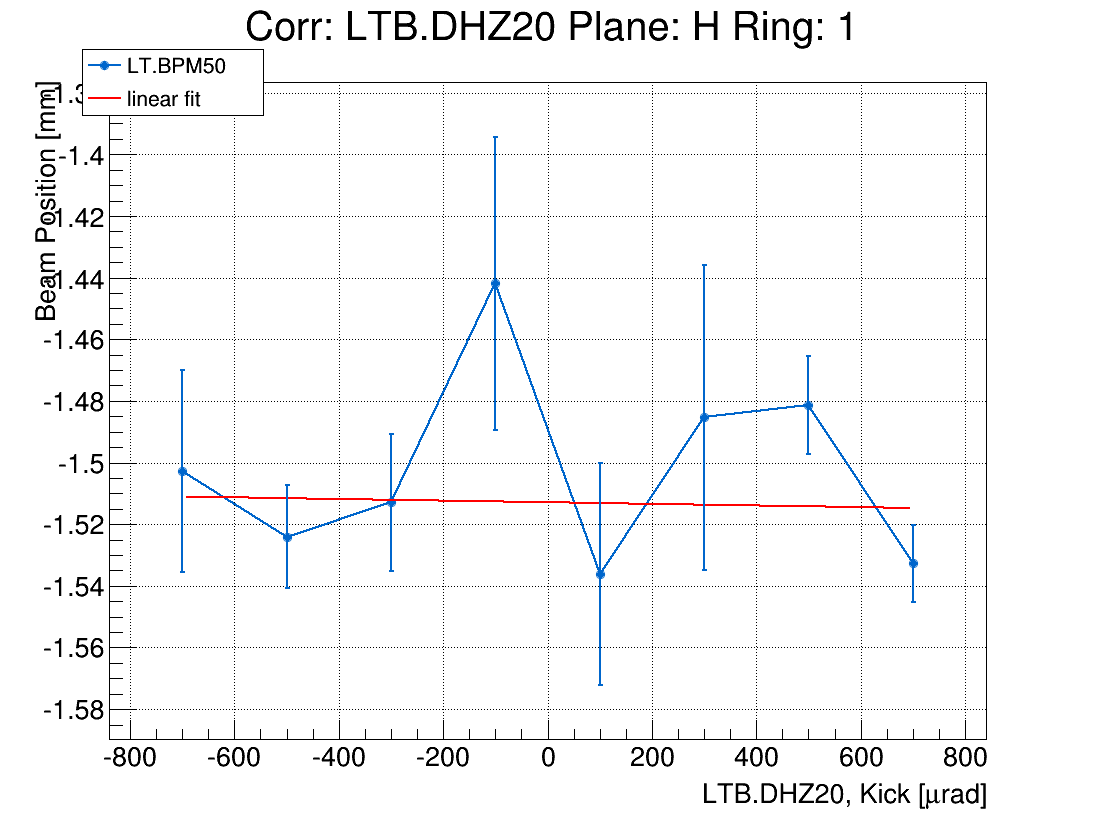 Corr: LTB.DHZ20 Plane: H Ring: 1
LT.BPM50
linear fit
Beam Position [mm]
-1.4
-1.42
-1.44
-1.46
-1.48
-1.5
-1.52
-1.54
-1.56
-1.58
-800 -600 -400 -200 0 200 400 600 800
LTB.DHZ20, Kick [μrad]